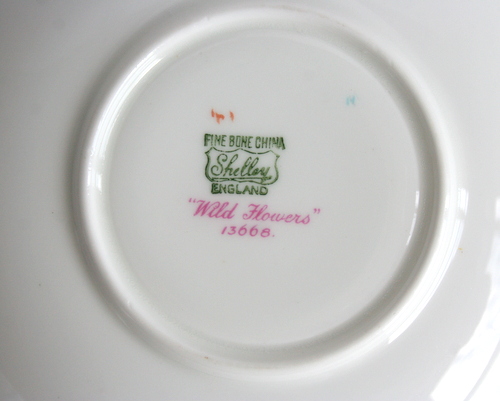 FINE BONE CHINA
Shelley
ENGLAND
"Wild Flowers"
13668.